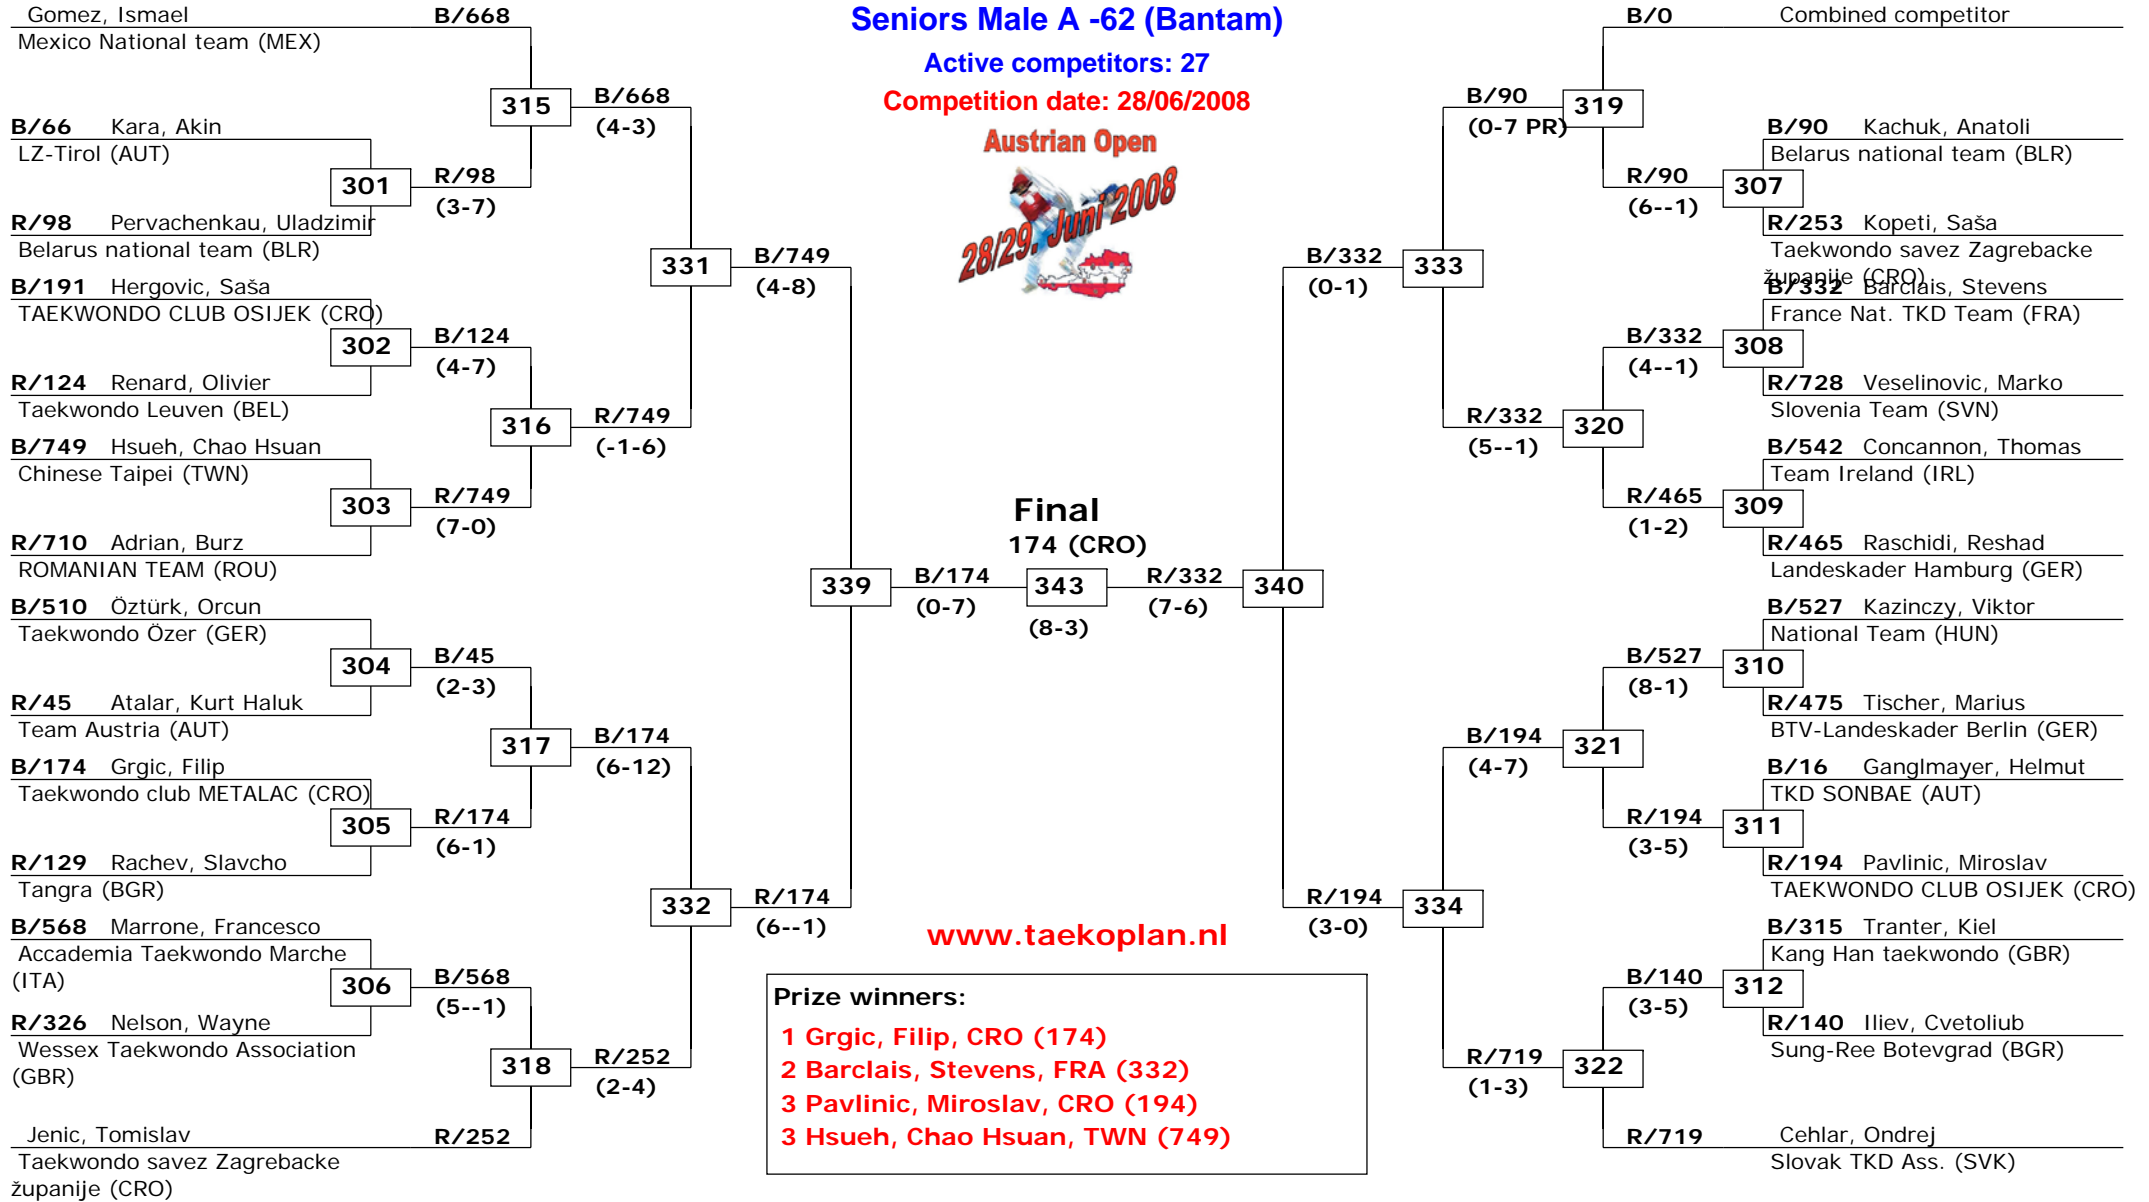 Seniors Male A -62 (Bantam)
Active competitors: 27
Competition date: 28/06/2008
Austrian Open
28/29. Juni 2008
Gomez, Ismael B/668
Mexico National team (MEX)
315
B/668
(4-3)
B/66 Kara, Akin
LZ-Tirol (AUT)
301
R/98
(3-7)
R/98 Pervachenkau, Uladzimir
Belarus national team (BLR)
331
B/749
(4-8)
B/191 Hergovic, Saša
TAEKWONDO CLUB OSIJEK (CRO)
302
B/124
(4-7)
R/124 Renard, Olivier
Taekwondo Leuven (BEL)
316
R/749
(-1-6)
B/749 Hsueh, Chao Hsuan
Chinese Taipei (TWN)
303
R/749
(7-0)
R/710 Adrian, Burz
ROMANIAN TEAM (ROU)
339
B/174
(0-7)
B/510 Öztürk, Orcun
Taekwondo Özer (GER)
304
B/45
(2-3)
R/45 Atalar, Kurt Haluk
Team Austria (AUT)
317
B/174
(6-12)
B/174 Grgic, Filip
Taekwondo club METALAC (CRO)
305
R/174
(6-1)
R/129 Rachev, Slavcho
Tangra (BGR)
332
R/174
(6--1)
B/568 Marrone, Francesco
Accademia Taekwondo Marche
(ITA)
306
B/568
(5--1)
R/326 Nelson, Wayne
Wessex Taekwondo Association
(GBR)
318
R/252
(2-4)
Jenic, Tomislav R/252
Taekwondo savez Zagrebacke
županije (CRO)
Final
174 (CRO)
343
(8-3)
R/332
(7-6)
340
B/0 Combined competitor
B/90
(0-7 PR)
319
B/90 Kachuk, Anatoli
Belarus national team (BLR)
R/90
(6--1)
307
R/253 Kopeti, Saša
Taekwondo savez Zagrebacke
županije (CRO)
B/332
(0-1)
333
B/332 Barclais, Stevens
France Nat. TKD Team (FRA)
B/332
(4--1)
308
R/728 Veselinovic, Marko
Slovenia Team (SVN)
R/332
(5--1)
320
B/542 Concannon, Thomas
Team Ireland (IRL)
R/465
(1-2)
309
R/465 Raschidi, Reshad
Landeskader Hamburg (GER)
B/527 Kazinczy, Viktor
National Team (HUN)
B/527
(8-1)
310
R/475 Tischer, Marius
BTV-Landeskader Berlin (GER)
B/194
(4-7)
321
B/16 Ganglmayer, Helmut
TKD SONBAE (AUT)
R/194
(3-5)
311
R/194 Pavlinic, Miroslav
TAEKWONDO CLUB OSIJEK (CRO)
R/194
(3-0)
334
B/315 Tranter, Kiel
Kang Han taekwondo (GBR)
B/140
(3-5)
312
R/140 Iliev, Cvetoliub
Sung-Ree Botevgrad (BGR)
R/719
(1-3)
322
R/719 Cehlar, Ondrej
Slovak TKD Ass. (SVK)
www.taekoplan.nl
Prize winners:
1 Grgic, Filip, CRO (174)
2 Barclais, Stevens, FRA (332)
3 Pavlinic, Miroslav, CRO (194)
3 Hsueh, Chao Hsuan, TWN (749)